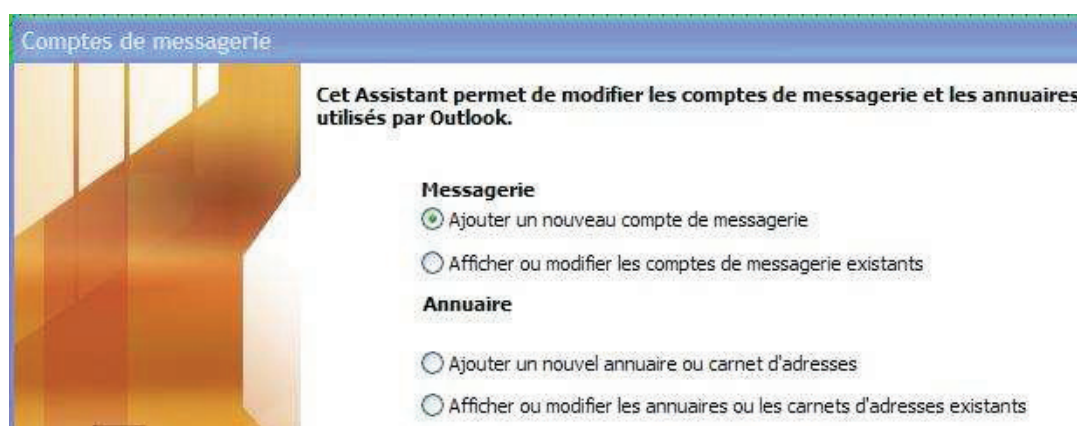 Comptes de messagerie
Cet Assistant permet de modifier les comptes de messagerie et les annuaires
utilisés par Outlook.
Messagerie
Ajouter un nouveau compte de messagerie
Afficher ou modifier les comptes de messagerie existants
Annuaire
Ajouter un nouvel annuaire ou carnet d'adresses
Afficher ou modifier les annuaires ou les carnets d'adresses existants